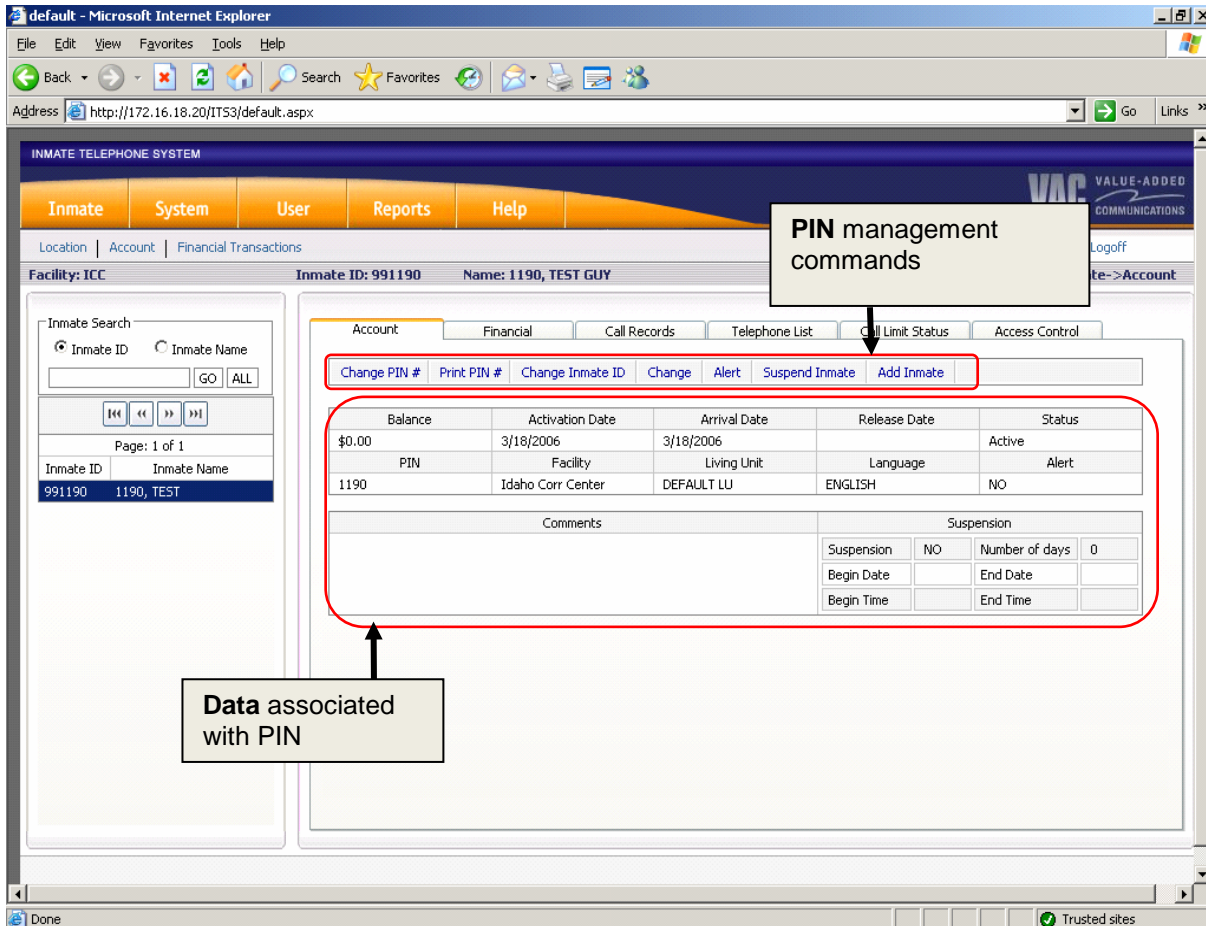 default - Microsoft Internet Explorer
File Edit View Favorites Tools Help
Back Search Favorites
Address http://172.16.18.20/ITS3/default.aspx Go Links »
INMATE TELEPHONE SYSTEM
VAC VALUE-ADDED COMMUNICATIONS
Inmate System User Reports Help
PIN management
commands
Location | Account | Financial Transactions Logoff
Facility: ICC Inmate ID: 991190 Name: 1190, TEST GUY te->Account
Inmate Search
Inmate ID Inmate Name
GO ALL
Page: 1 of 1
Inmate ID Inmate Name
991190 1190, TEST
Account Financial Call Records Telephone List Call Limit Status Access Control
Change PIN # Print PIN # Change Inmate ID Change Alert Suspend Inmate Add Inmate
Balance Activation Date Arrival Date Release Date Status
$0.00 3/18/2006 3/18/2006 Active
PIN Facility Living Unit Language Alert
1190 Idaho Corr Center DEFAULT LU ENGLISH NO
Comments Suspension
Suspension NO Number of days 0
Begin Date End Date
Begin Time End Time
Data associated
with PIN
Done Trusted sites